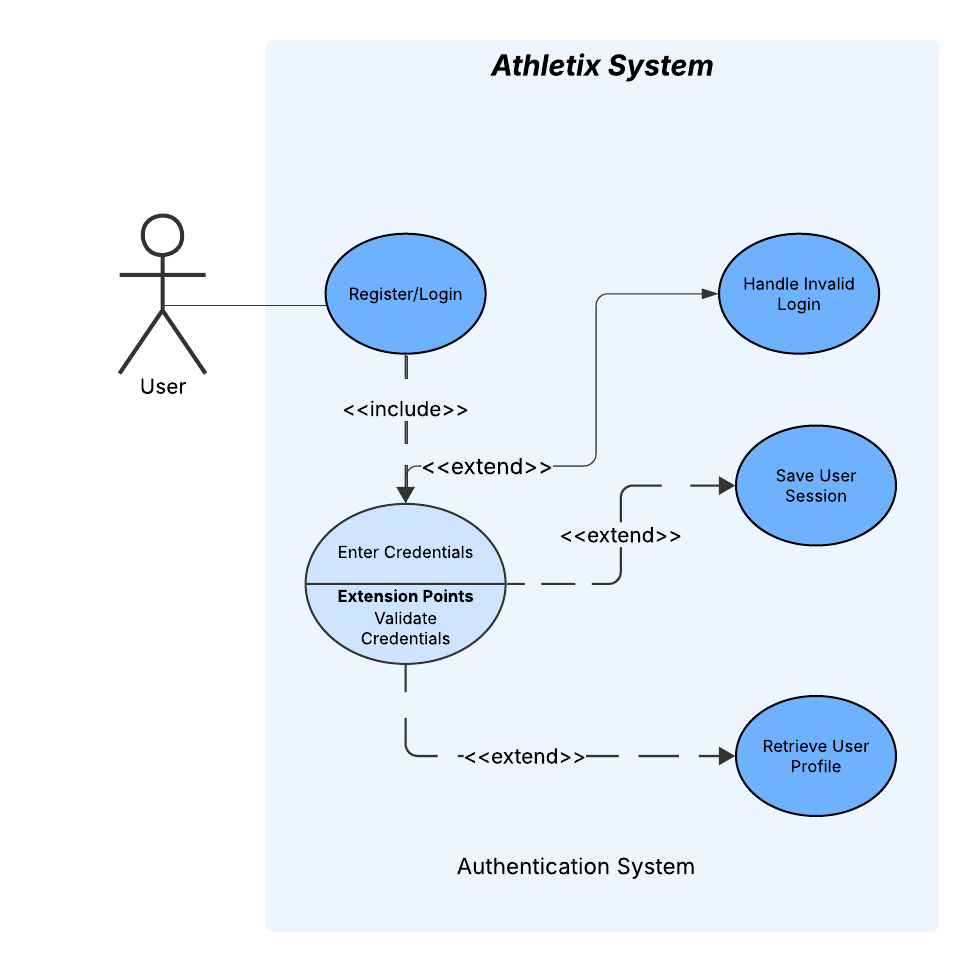 Athletix System
User
Register/Login
Handle Invalid
Login
<<include>>
<<extend>>
Save User
Session
<<extend>>
Enter Credentials
Extension Points
Validate
Credentials
<<extend>>
Retrieve User
Profile
Authentication System